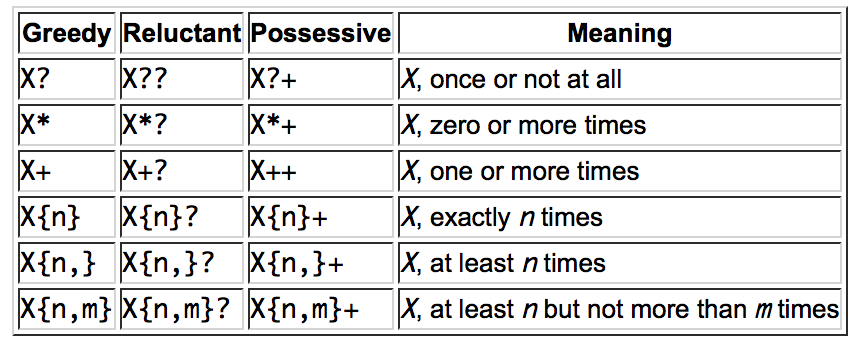 Greedy Reluctant Possessive Meaning
X? X?? X?+ X, once or not at all
X* X*? X*+ X, zero or more times
X+ X+? X++ X, one or more times
X{n} X{n}? X{n}+ X, exactly n times
X{n,} X{n,}? X{n,}+ X, at least n times
X{n,m} X{n,m}? X{n,m}+ X, at least n but not more than m times